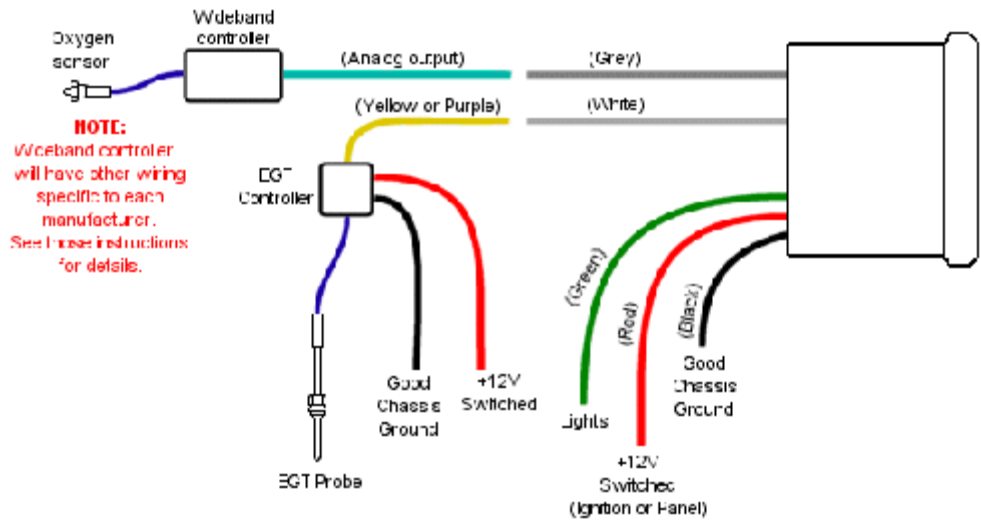 Oxygen
sensor
Wideband
controller
(Analog output)
(Grey)
(Yellow or Purple)
(White)
NOTE:
Wideband controller
will have other wiring
specific to each
manufacturer.
See those instructions
for details.
EGT
Controller
(Green)
(Red)
(Black)
Good
Chassis
Ground
+12V
Switched
Lights
Good
Chassis
Ground
+12V
Switched
(Ignition or Panel)
EGT Probe